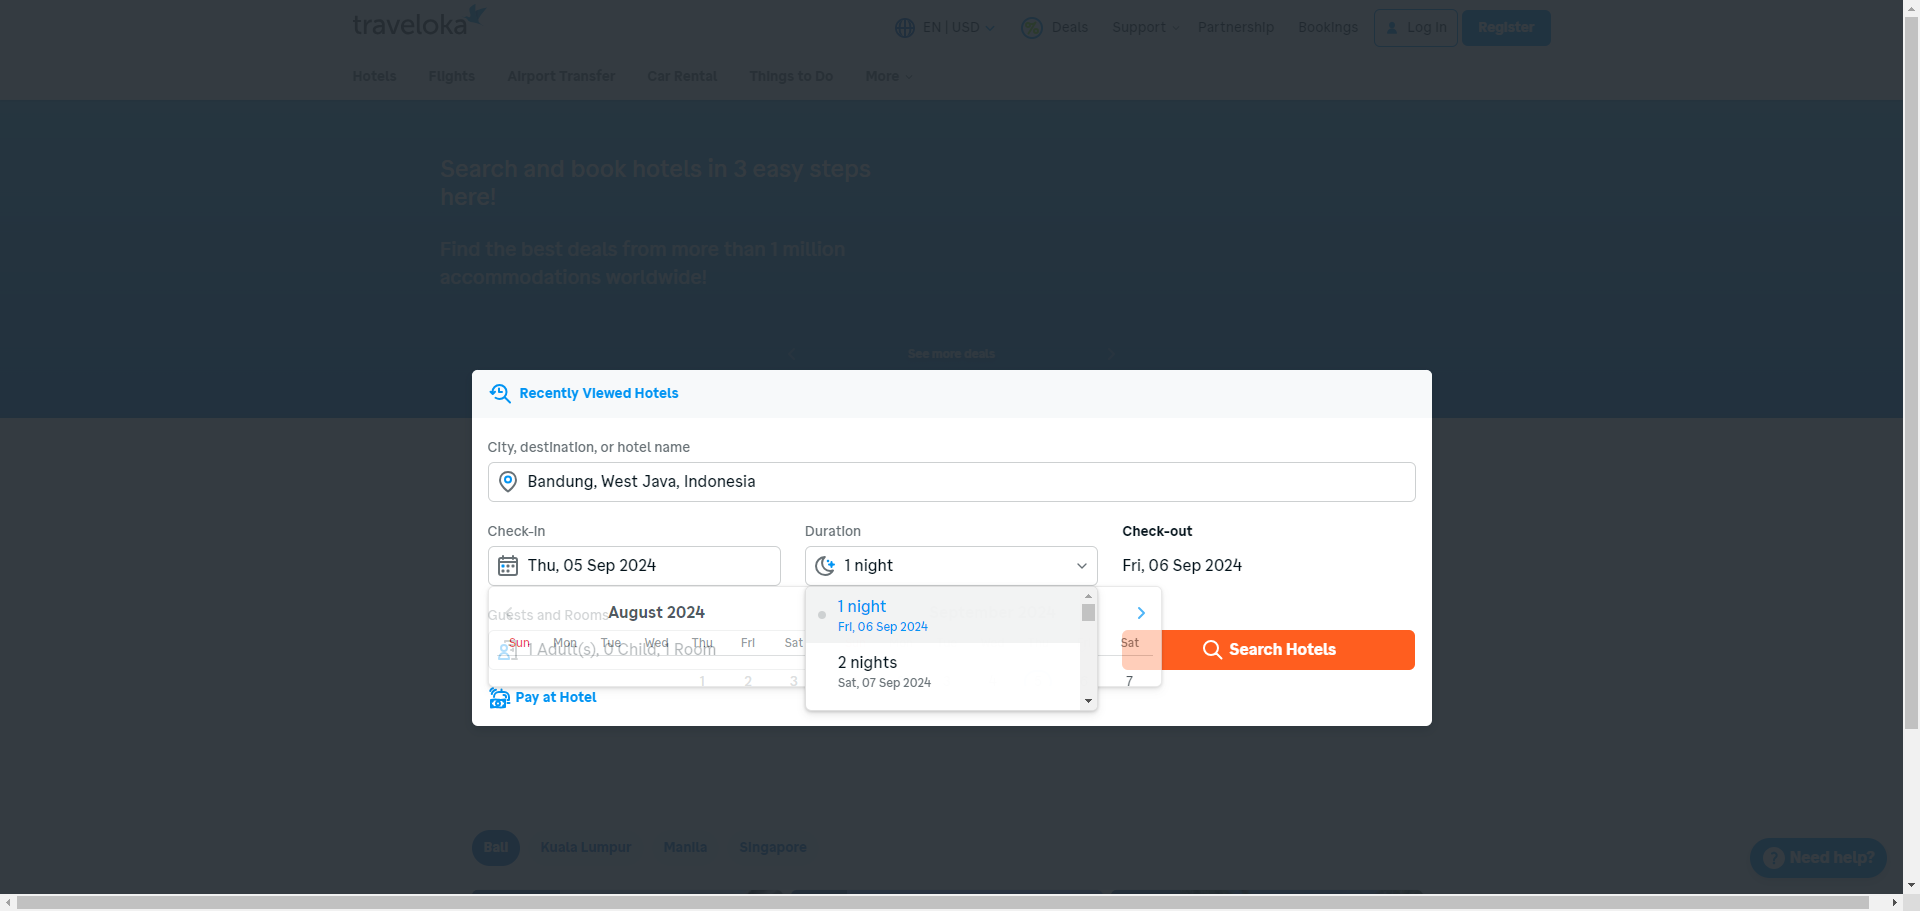 traveloka
EN | USD
Deals
Support
Partnership
Bookings
Log In
Register
Hotels
Flights
Airport Transfer
Car Rental
Things to Do
More
Search and book hotels in 3 easy steps
here!
Find the best deals from more than 1 million
accommodations worldwide!
See more deals
Recently Viewed Hotels
City, destination, or hotel name
Bandung, West Java, Indonesia
Check-in
Duration
Check-out
Thu, 05 Sep 2024
1 night
Fri, 06 Sep 2024
Guests and Rooms
August 2024
Sun Mon Tue Wed Thu Fri Sat
1 Adult(s), 0 Child, 1 Room
1 2 3
1 night
Fri, 06 Sep 2024
2 nights
Sat, 07 Sep 2024
Sat
7
Search Hotels
Pay at Hotel
Bali
Kuala Lumpur
Manila
Singapore
Need help?